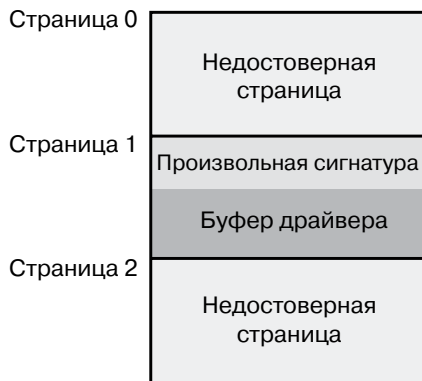 Страница 0
Недостоверная
страница
Страница 1
Произвольная сигнатура
Буфер драйвера
Страница 2
Недостоверная
страница